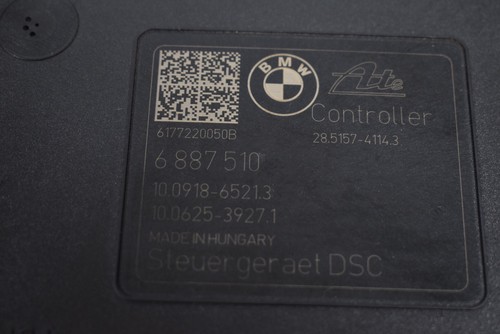 BMW
Ate
Controller
6177220050B
28.5157-4114.3
6 887 510
10.0918-6521.3
10.0625-3927.1
MADE IN HUNGARY
Steuergeraet DSC